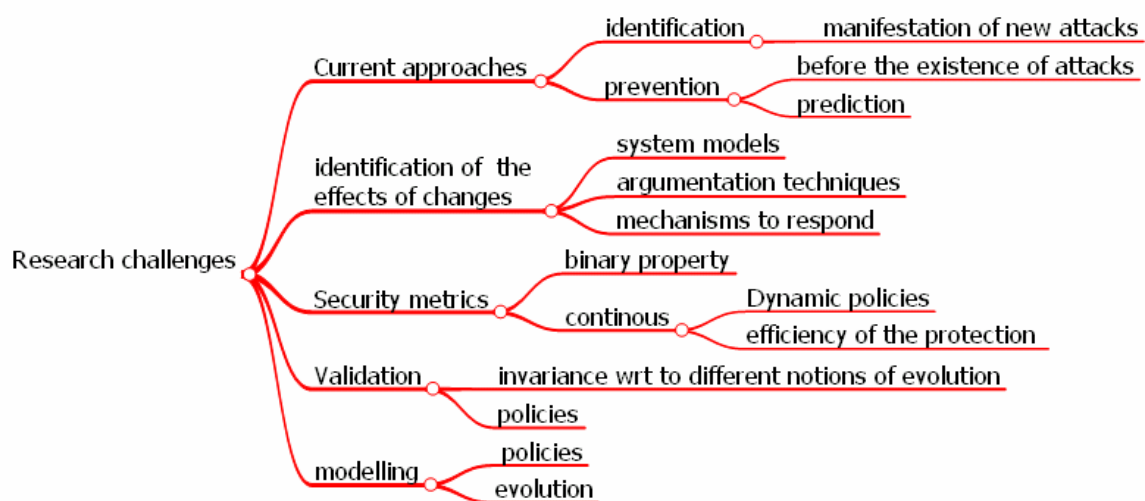 Research challenges
Current approaches
identification
manifestation of new attacks
prevention
before the existence of attacks
prediction
identification of the
effects of changes
system models
argumentation techniques
mechanisms to respond
Security metrics
binary property
continous
Dynamic policies
efficiency of the protection
Validation
invariance wrt to different notions of evolution
policies
modelling
policies
evolution